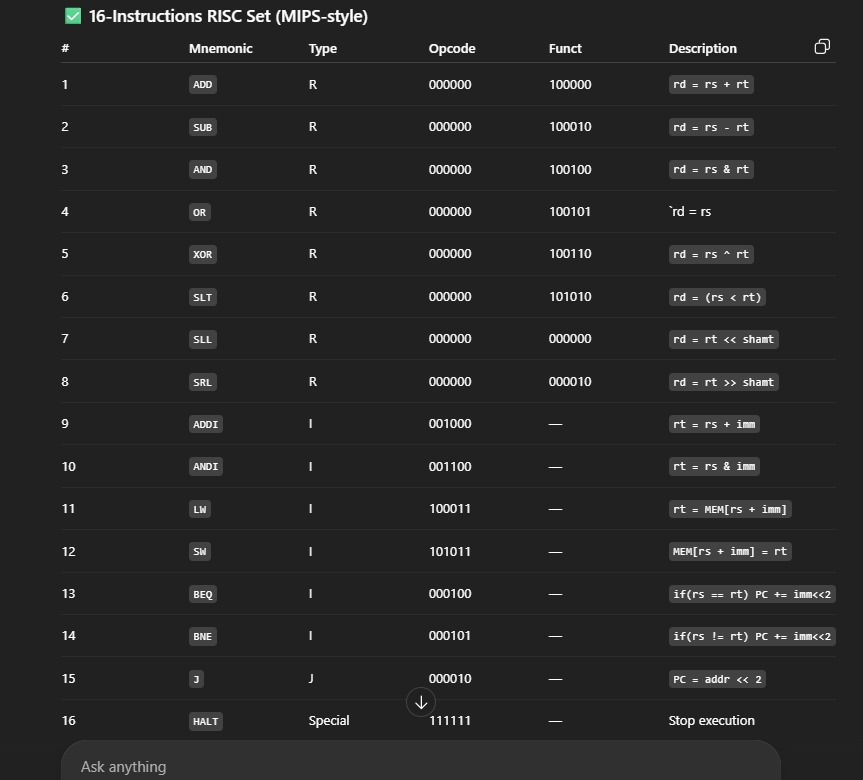 ✅ 16-Instructions RISC Set (MIPS-style)
# Mnemonic Type Opcode Funct Description
1 ADD R 000000 100000 rd = rs + rt
2 SUB R 000000 100010 rd = rs - rt
3 AND R 000000 100100 rd = rs & rt
4 OR R 000000 100101 `rd = rs
5 XOR R 000000 100110 rd = rs ^ rt
6 SLT R 000000 101010 rd = (rs < rt)
7 SLL R 000000 000000 rd = rt << shamt
8 SRL R 000000 000010 rd = rt >> shamt
9 ADDI I 001000 — rt = rs + imm
10 ANDI I 001100 — rt = rs & imm
11 LW I 100011 — rt = MEM[rs + imm]
12 SW I 101011 — MEM[rs + imm] = rt
13 BEQ I 000100 — if(rs == rt) PC += imm<<2
14 BNE I 000101 — if(rs != rt) PC += imm<<2
15 J J 000010 — PC = addr << 2
16 HALT Special 111111 — Stop execution
Ask anything